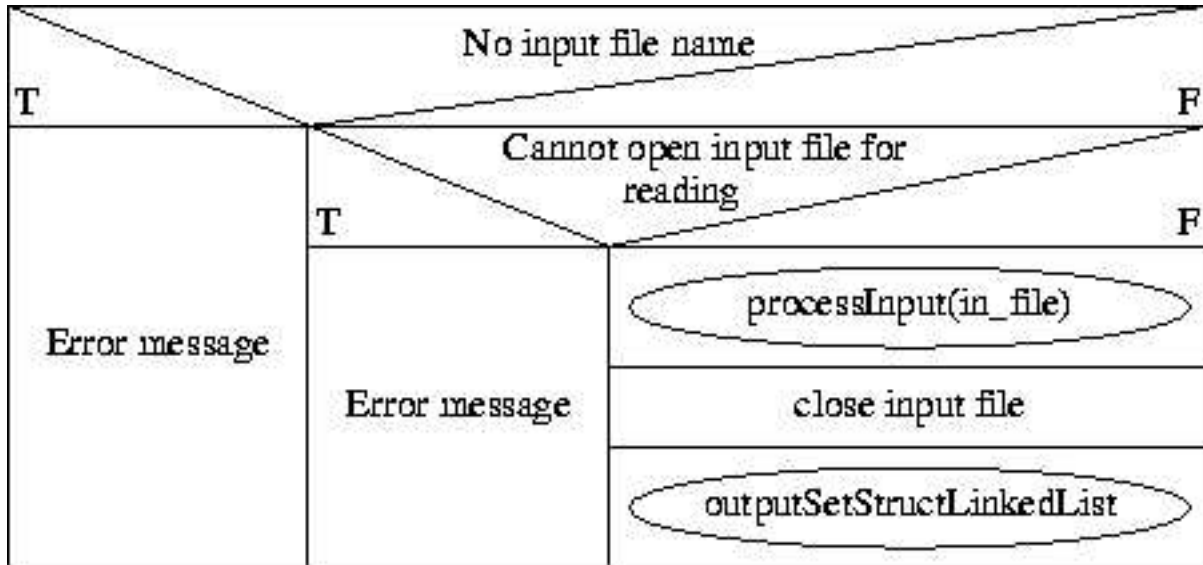 No input file name
T
F
Cannot open input file for
reading
T
F
processInput(in_file)
Error message
Error message
close input file
outputSetStructLinkedList